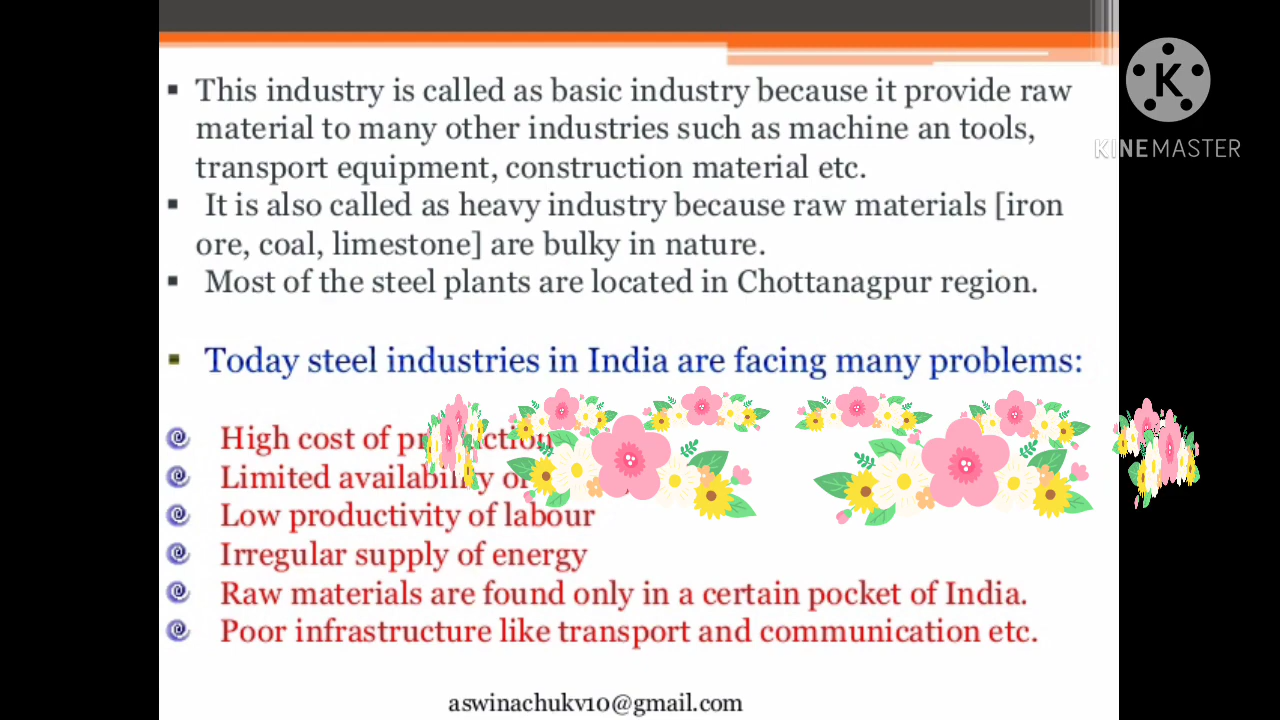 This industry is called as basic industry because it provide raw
material to many other industries such as machine an tools,
transport equipment, construction material etc.
It is also called as heavy industry because raw materials [iron
ore, coal, limestone] are bulky in nature.
Most of the steel plants are located in Chottanagpur region.
Today steel industries in India are facing many problems:
High cost of
Limited availability
Low productivity of labour
Irregular supply of energy
Raw materials are found only in a certain pocket of India.
Poor infrastructure like transport and communication etc.
aswinachukv10@gmail.com
K
KINEMASTER